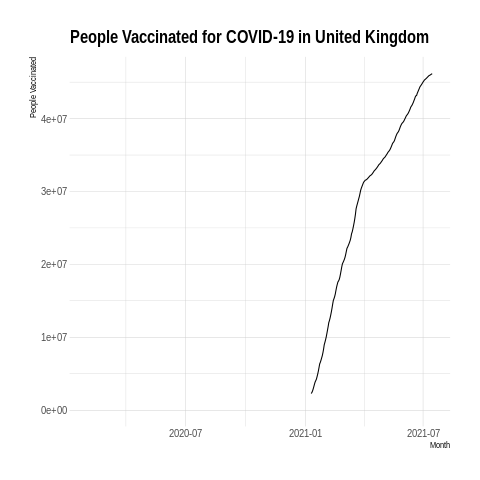 People Vaccinated for COVID-19 in United Kingdom
People Vaccinated
4e+07
3e+07
2e+07
1e+07
0e+00
2020-07
2021-01
2021-07
Month